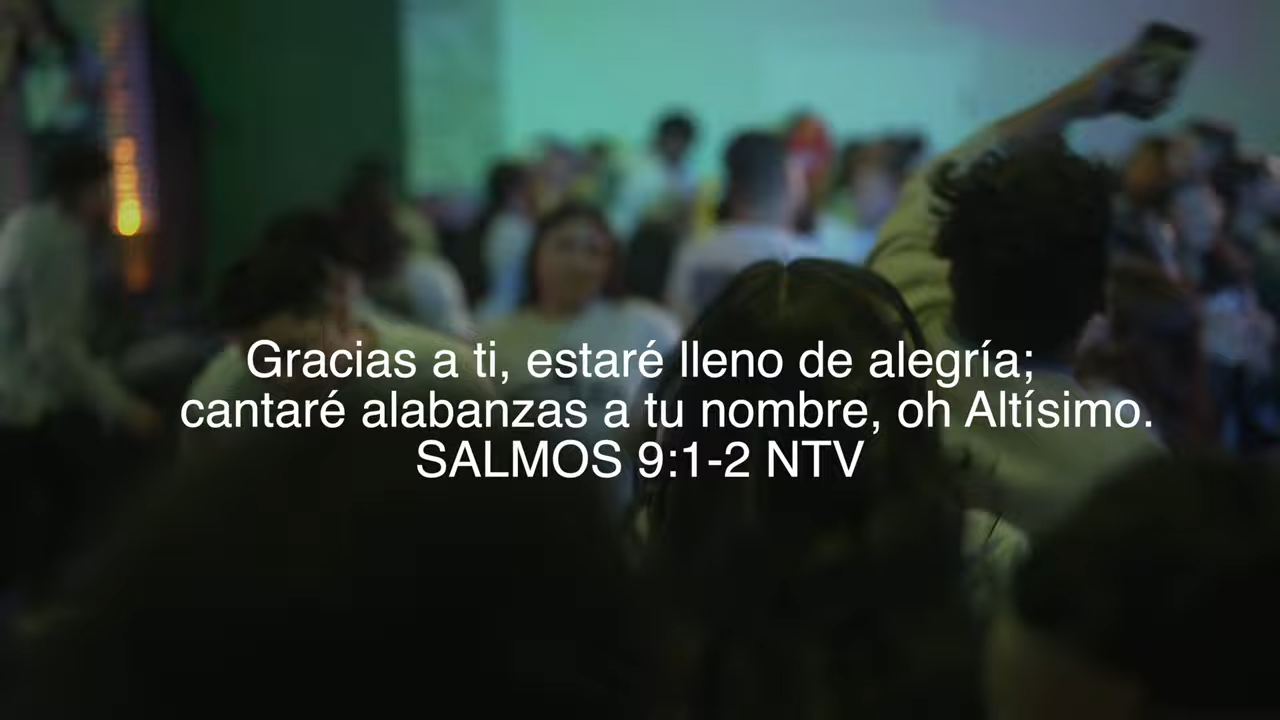 Gracias a ti, estaré lleno de alegría;
cantaré alabanzas a tu nombre, oh Altísimo.
SALMOS 9:1-2 NTV